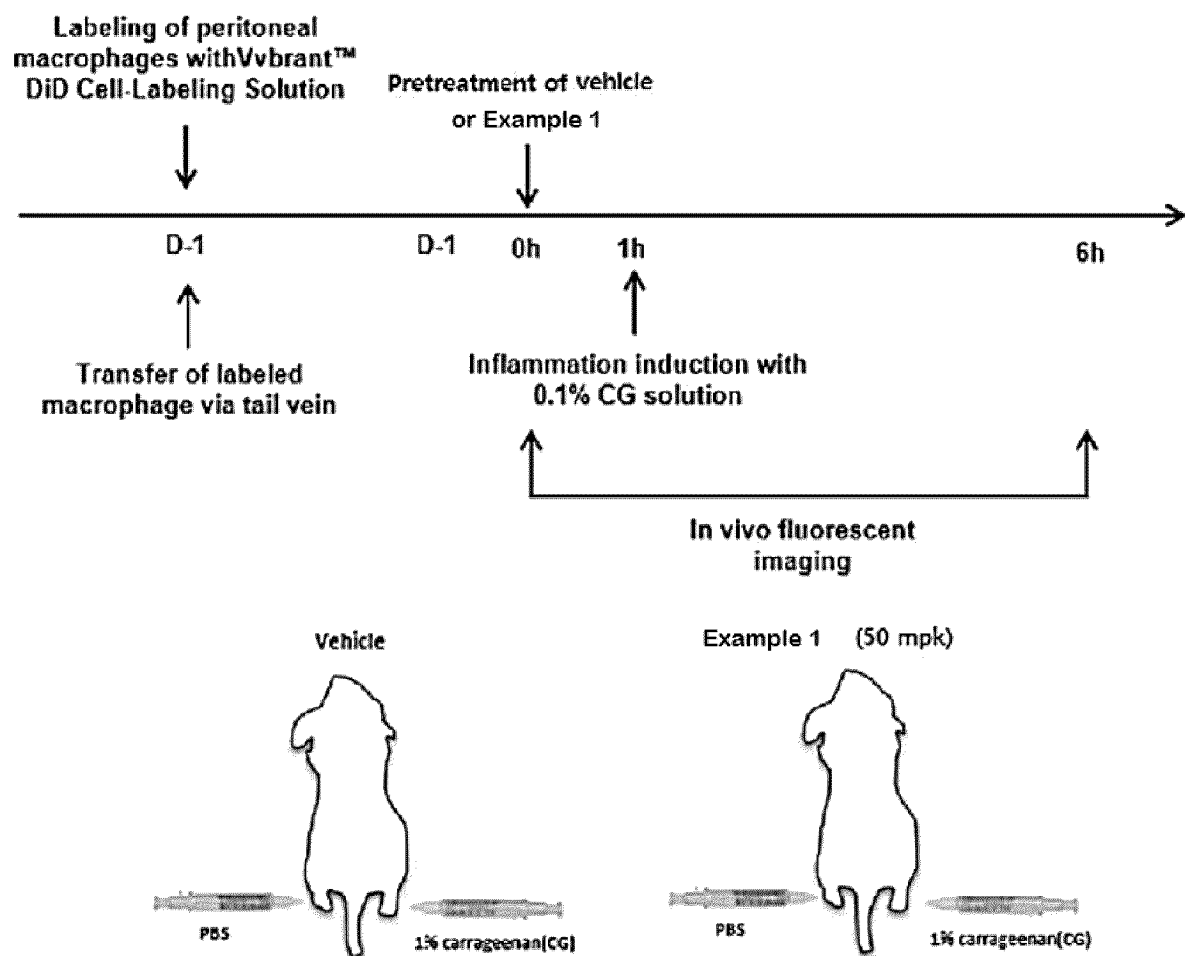 Labeling of peritoneal
macrophages withVvbrant™
DiD Cell-Labeling Solution
Pretreatment of vehicle
or Example 1
D-1
D-1
0h
1h
6h
Transfer of labeled
macrophage via tail vein
Inflammation induction with
0.1% CG solution
In vivo fluorescent
imaging
Vehicle
Example 1 (50 mpk)
PBS
1% carrageenan(CG)
PBS
1% carrageenan(CG)